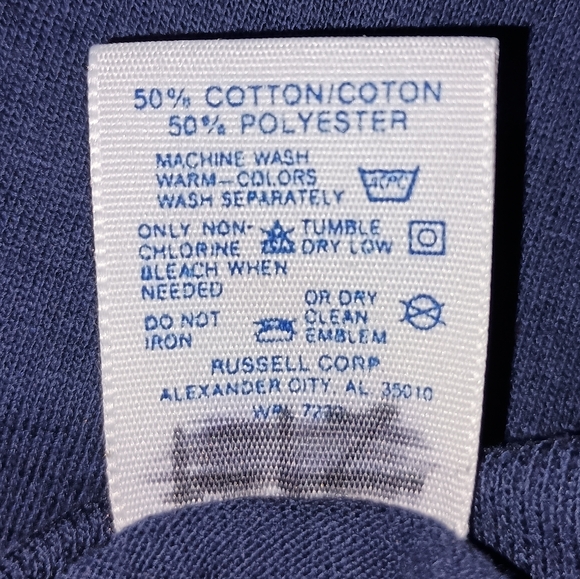 50% COTTON/COTON
50% POLYESTER
MACHINE WASH
WARM-COLORS
WASH SEPARATELY
40°C
ONLY NON-
CHLORINE
BLEACH WHEN
NEEDED
TUMBLE
DRY LOW
DO NOT
IRON
OR DRY
CLEAN
EMBLEM
RUSSELL CORP
ALEXANDER CITY, AL 35010